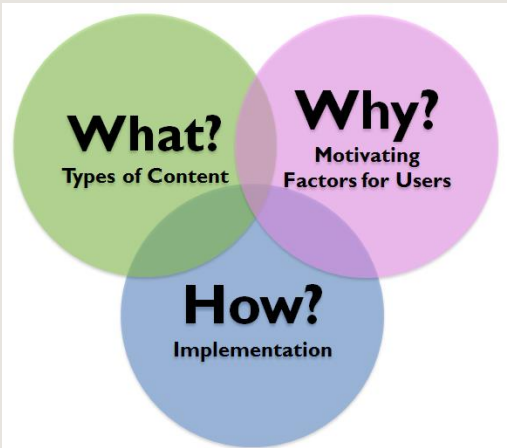 What?
Types of Content
Why?
Motivating
Factors for Users
How?
Implementation